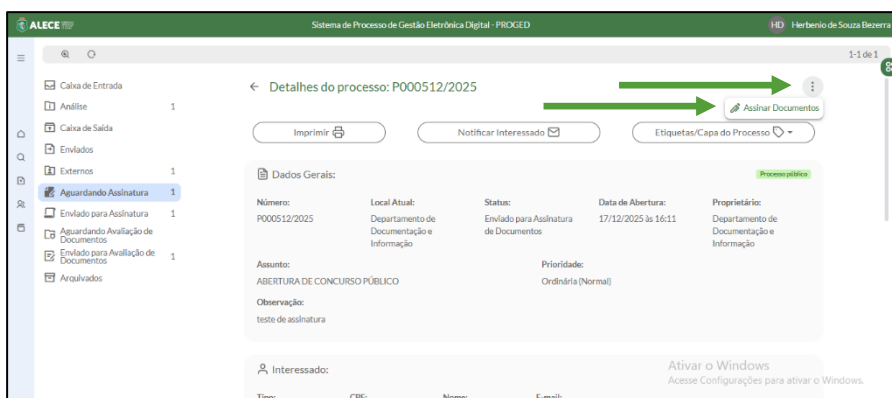 ALECE
Sistema de Processo de Gestão Eletrônica Digital - PROGED
HD Herbenio de Souza Bezerra
1-1 de 1
Caixa de Entrada
Análise 1
Caixa de Saída
Enviados
Externos 1
Aguardando Assinatura 1
Enviado para Assinatura 1
Aguardando Avaliação de
Documentos
Enviado para Avaliação de
Documentos 1
Arquivados
Detalhes do processo: P000512/2025
Assinar Documentos
Imprimir
Notificar Interessado
Etiquetas/Capa do Processo
Dados Gerais:
Processo público
Número: Local Atual: Status: Data de Abertura: Proprietário:
P000512/2025 Departamento de Enviado para Assinatura 17/12/2025 às 16:11 Departamento de
Documentação e de Documentos Documentação e
Informação Informação
Assunto: Prioridade:
ABERTURA DE CONCURSO PÚBLICO Ordinária (Normal)
Observação:
teste de assinatura
Interessado:
Tipo: CPF: Nome: E-mail:
Ativar o Windows
Acesse Configurações para ativar o Windows.